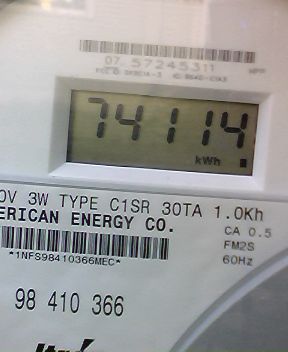 07 57245311
74114
kWh
0V 3W TYPE C1SR 30TA 1.0Kh
ERICAN ENERGY CO.
CA 0.5
FM2S
60Hz
*1NFS98410366MEC*
98 410 366